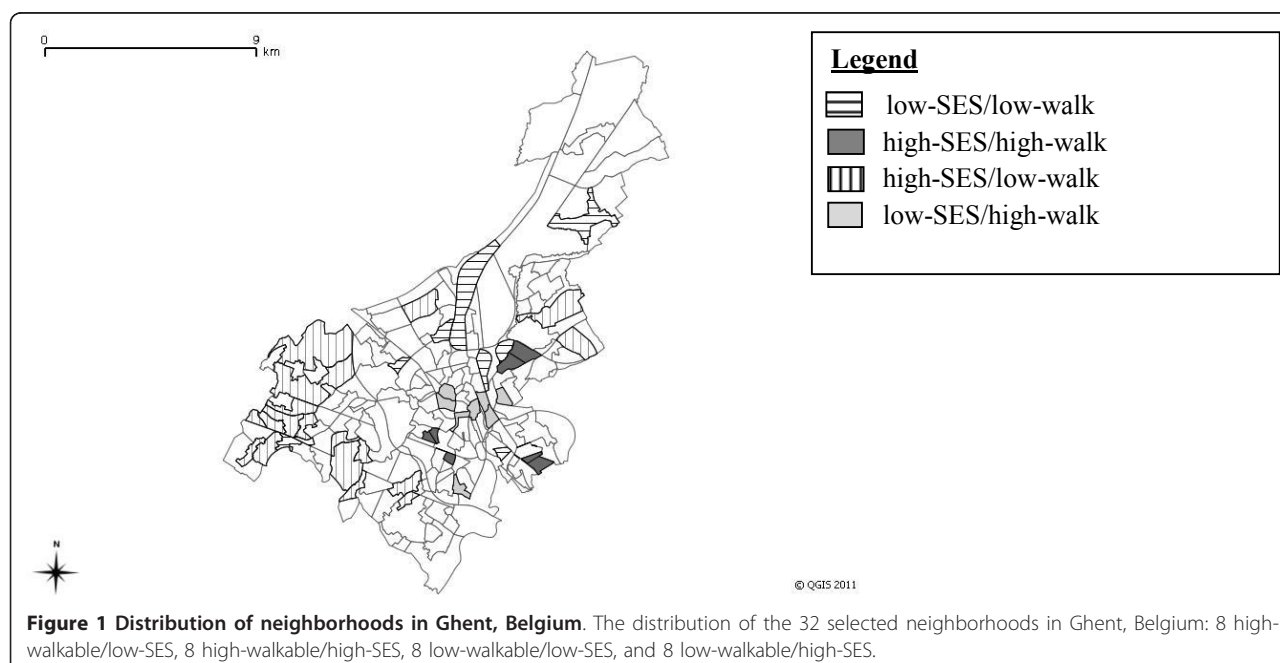 0 9
km
Legend
low-SES/low-walk
high-SES/high-walk
high-SES/low-walk
low-SES/high-walk
N
© QGIS 2011
Figure 1 Distribution of neighborhoods in Ghent, Belgium. The distribution of the 32 selected neighborhoods in Ghent, Belgium: 8 high-
walkable/low-SES, 8 high-walkable/high-SES, 8 low-walkable/low-SES, and 8 low-walkable/high-SES.